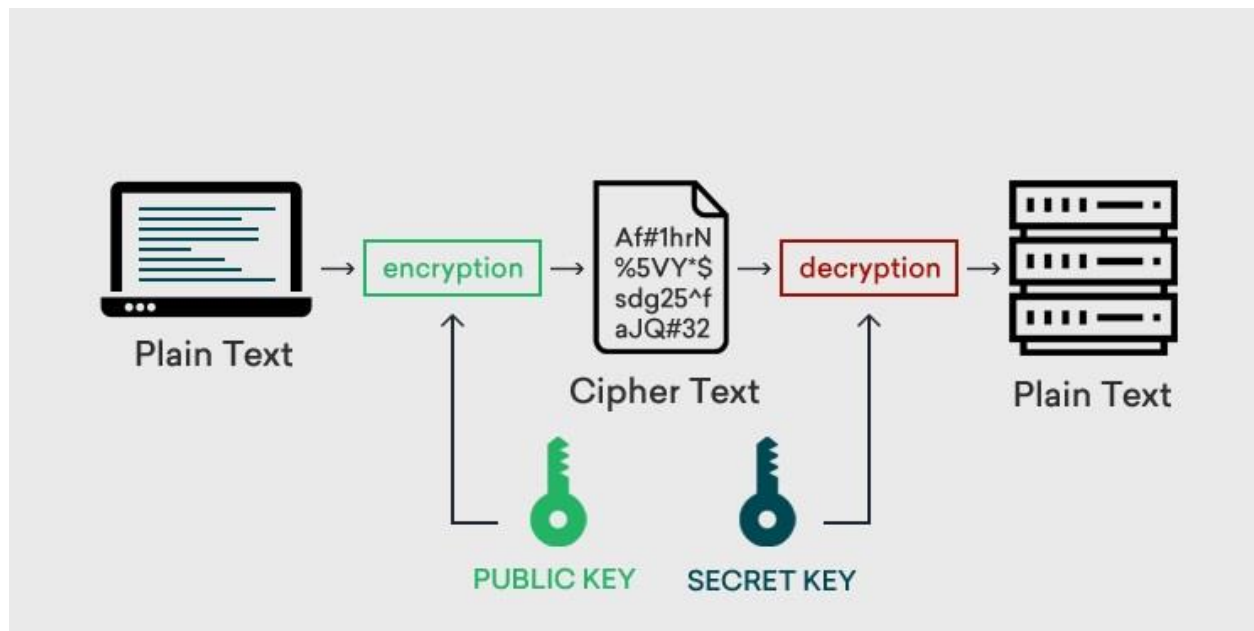 encryption
Af#1hrN
%5VY*$
sdg25^f
aJQ#32
decryption
Plain Text
Cipher Text
Plain Text
PUBLIC KEY
SECRET KEY